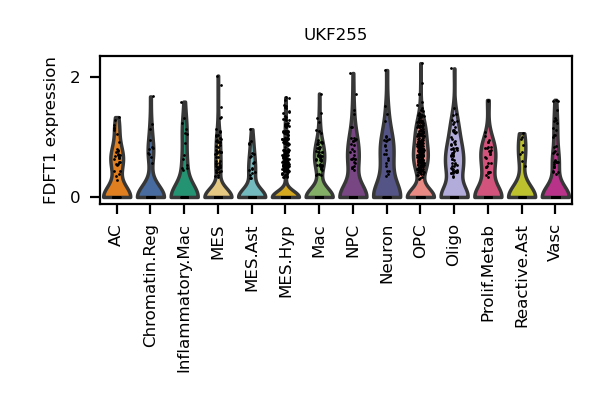 UKF255
FDFT1 expression
2
0
AC
Chromatin.Reg
Inflammatory.Mac
MES
MES.Ast
MES.Hyp
Mac
NPC
Neuron
OPC
Oligo
Prolif.Metab
Reactive.Ast
Vasc